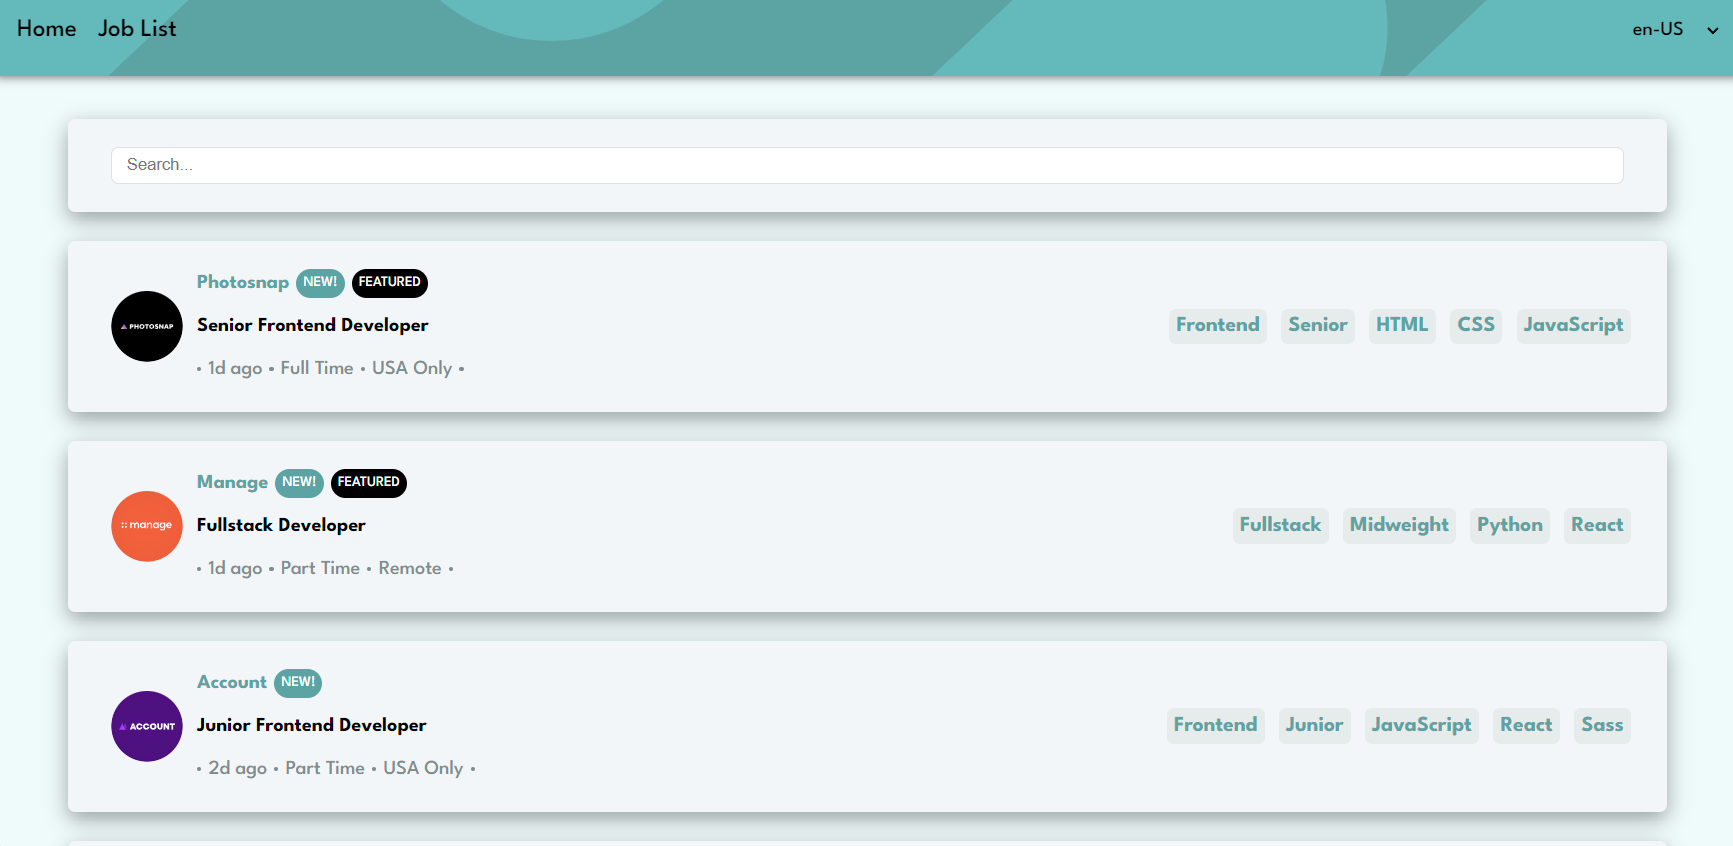 Home Job List en-US
Search...
Photosnap NEW! FEATURED
PHOTOSNAP
Senior Frontend Developer
Frontend Senior HTML CSS JavaScript
• 1d ago • Full Time • USA Only •
Manage NEW! FEATURED
:: manage
Fullstack Developer
Fullstack Midweight Python React
• 1d ago • Part Time • Remote •
Account NEW!
ACCOUNT
Junior Frontend Developer
Frontend Junior JavaScript React Sass
• 2d ago • Part Time • USA Only •